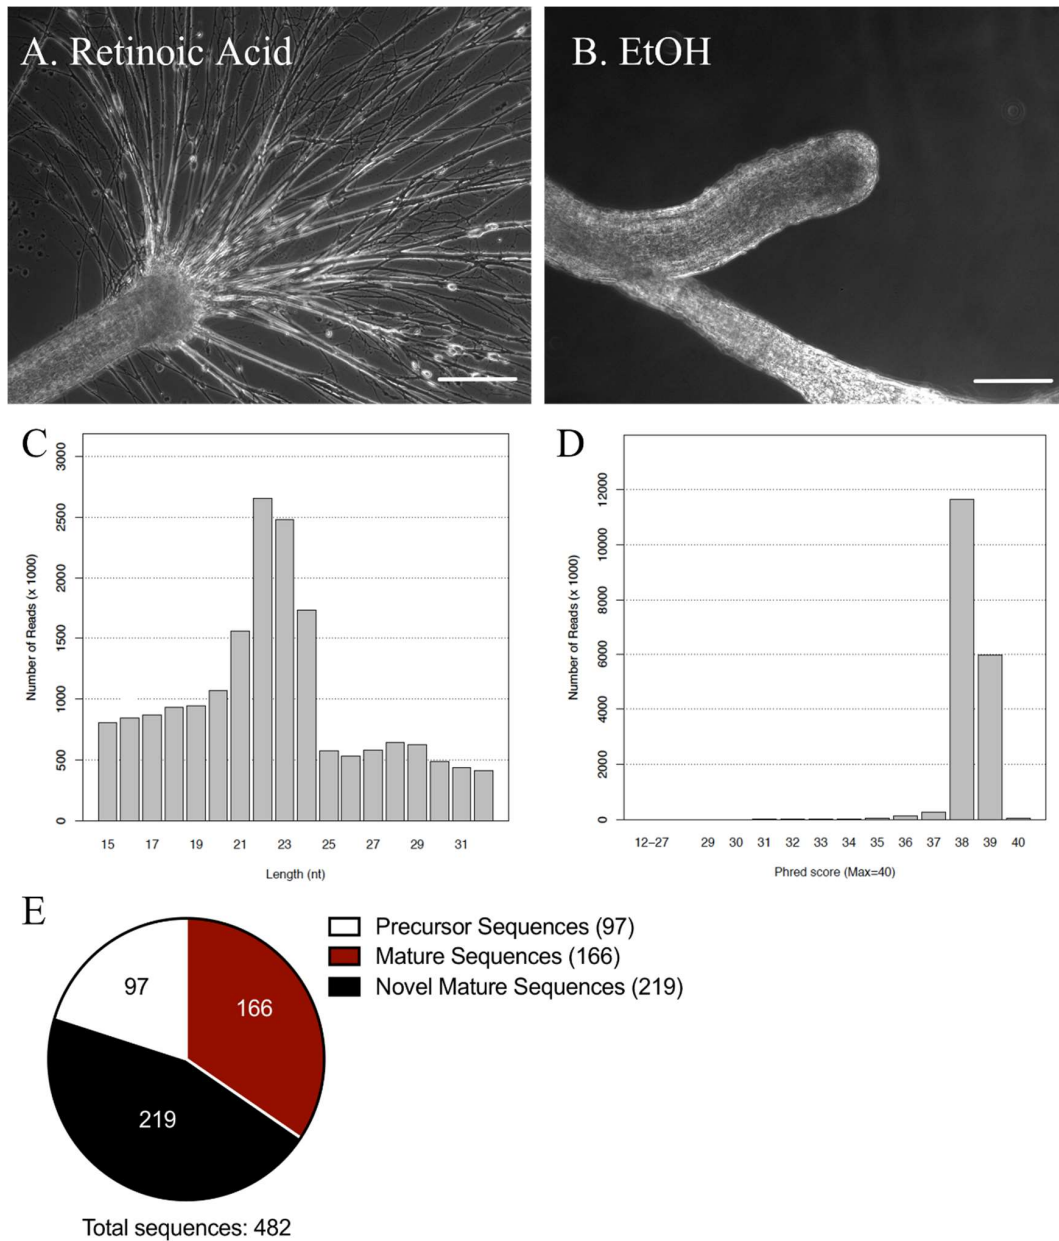 A. Retinoic Acid
B. EtOH
C
Number of Reads (x 1000)
3000
2500
2000
1500
1000
500
0
15 17 19 21 23 25 27 29 31
Length (nt)
D
Number of Reads (x 1000)
12000
10000
8000
6000
4000
2000
0
12–27 29 30 31 32 33 34 35 36 37 38 39 40
Phred score (Max=40)
E
97
166
219
Precursor Sequences (97)
Mature Sequences (166)
Novel Mature Sequences (219)
Total sequences: 482